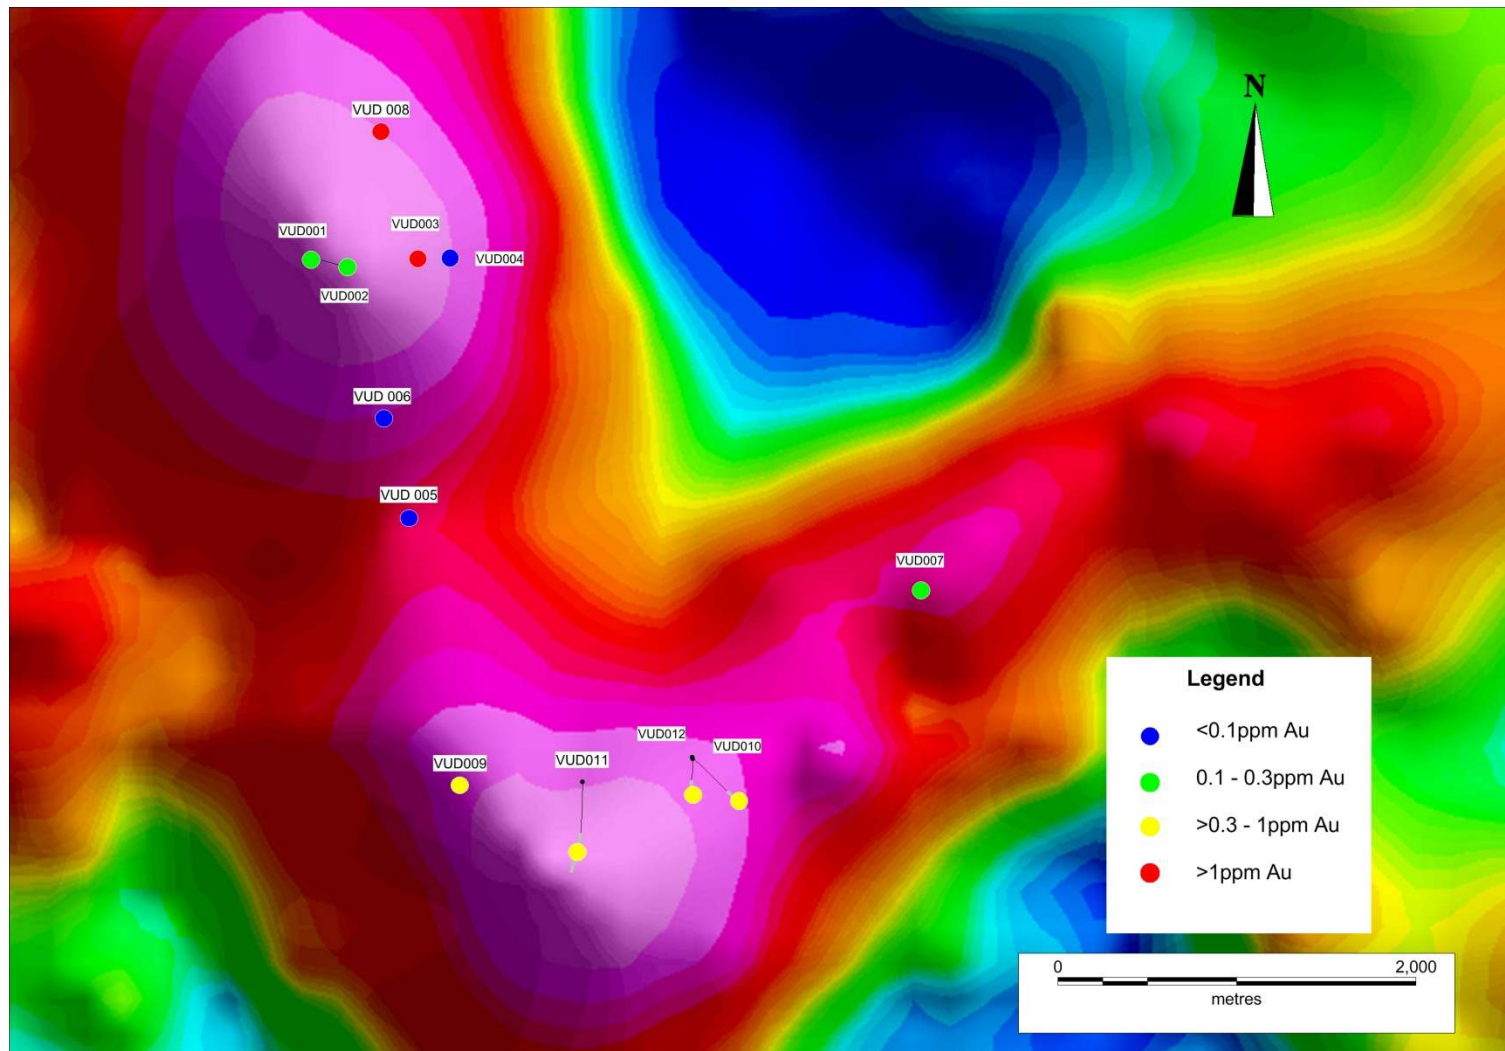 N
VUD 008
VUD001
VUD003
VUD004
VUD002
VUD 006
VUD 005
VUD007
VUD012
VUD010
VUD009
VUD011
Legend
<0.1ppm Au
0.1 - 0.3ppm Au
>0.3 - 1ppm Au
>1ppm Au
0 2,000
metres